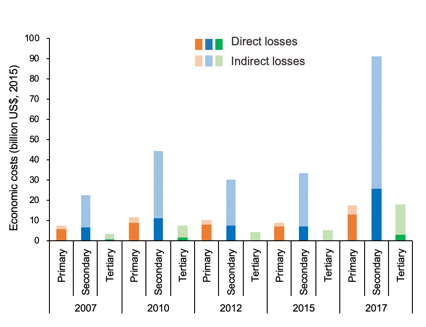 Economic costs (billion US$, 2015)
100
90
80
70
60
50
40
30
20
10
0
Direct losses
Indirect losses
Primary Secondary Tertiary Primary Secondary Tertiary Primary Secondary Tertiary Primary Secondary Tertiary Primary Secondary Tertiary
2007 2010 2012 2015 2017